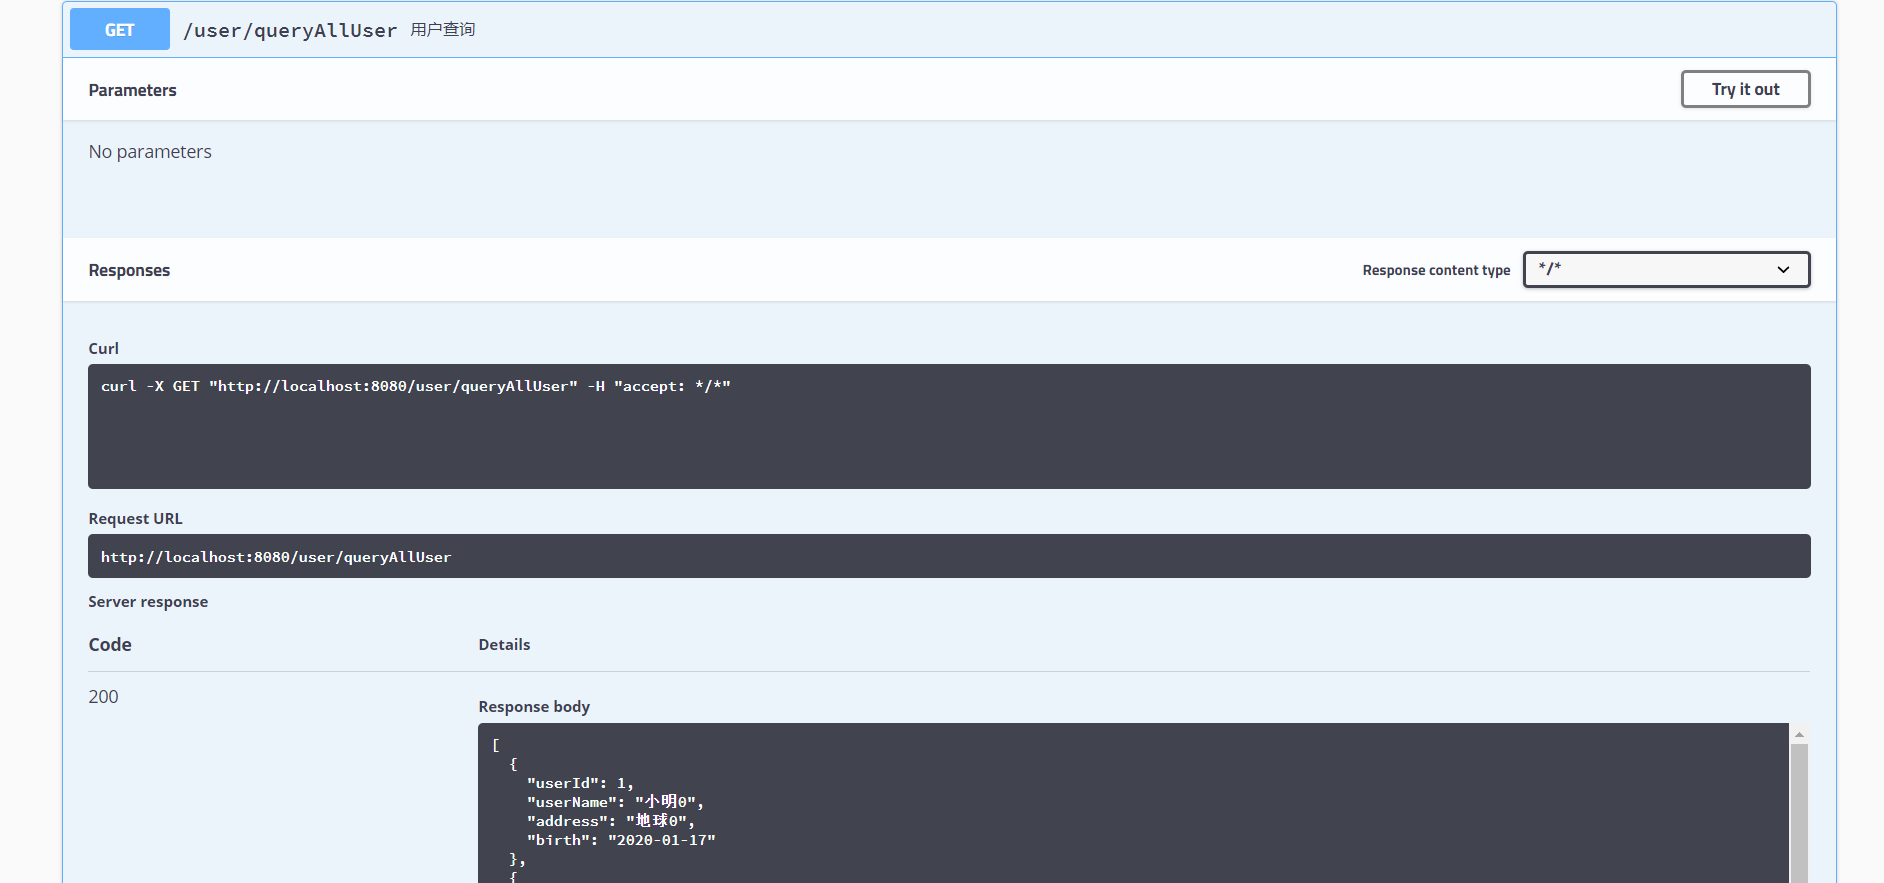 GET /user/queryAllUser 用户查询
Parameters Try it out
No parameters
Responses Response content type */*
Curl
curl -X GET "http://localhost:8080/user/queryAllUser" -H "accept: */*"
Request URL
http://localhost:8080/user/queryAllUser
Server response
Code Details
200
Response body
[
{
"userId": 1,
"userName": "小明0",
"address": "地球0",
"birth": "2020-01-17"
},
{